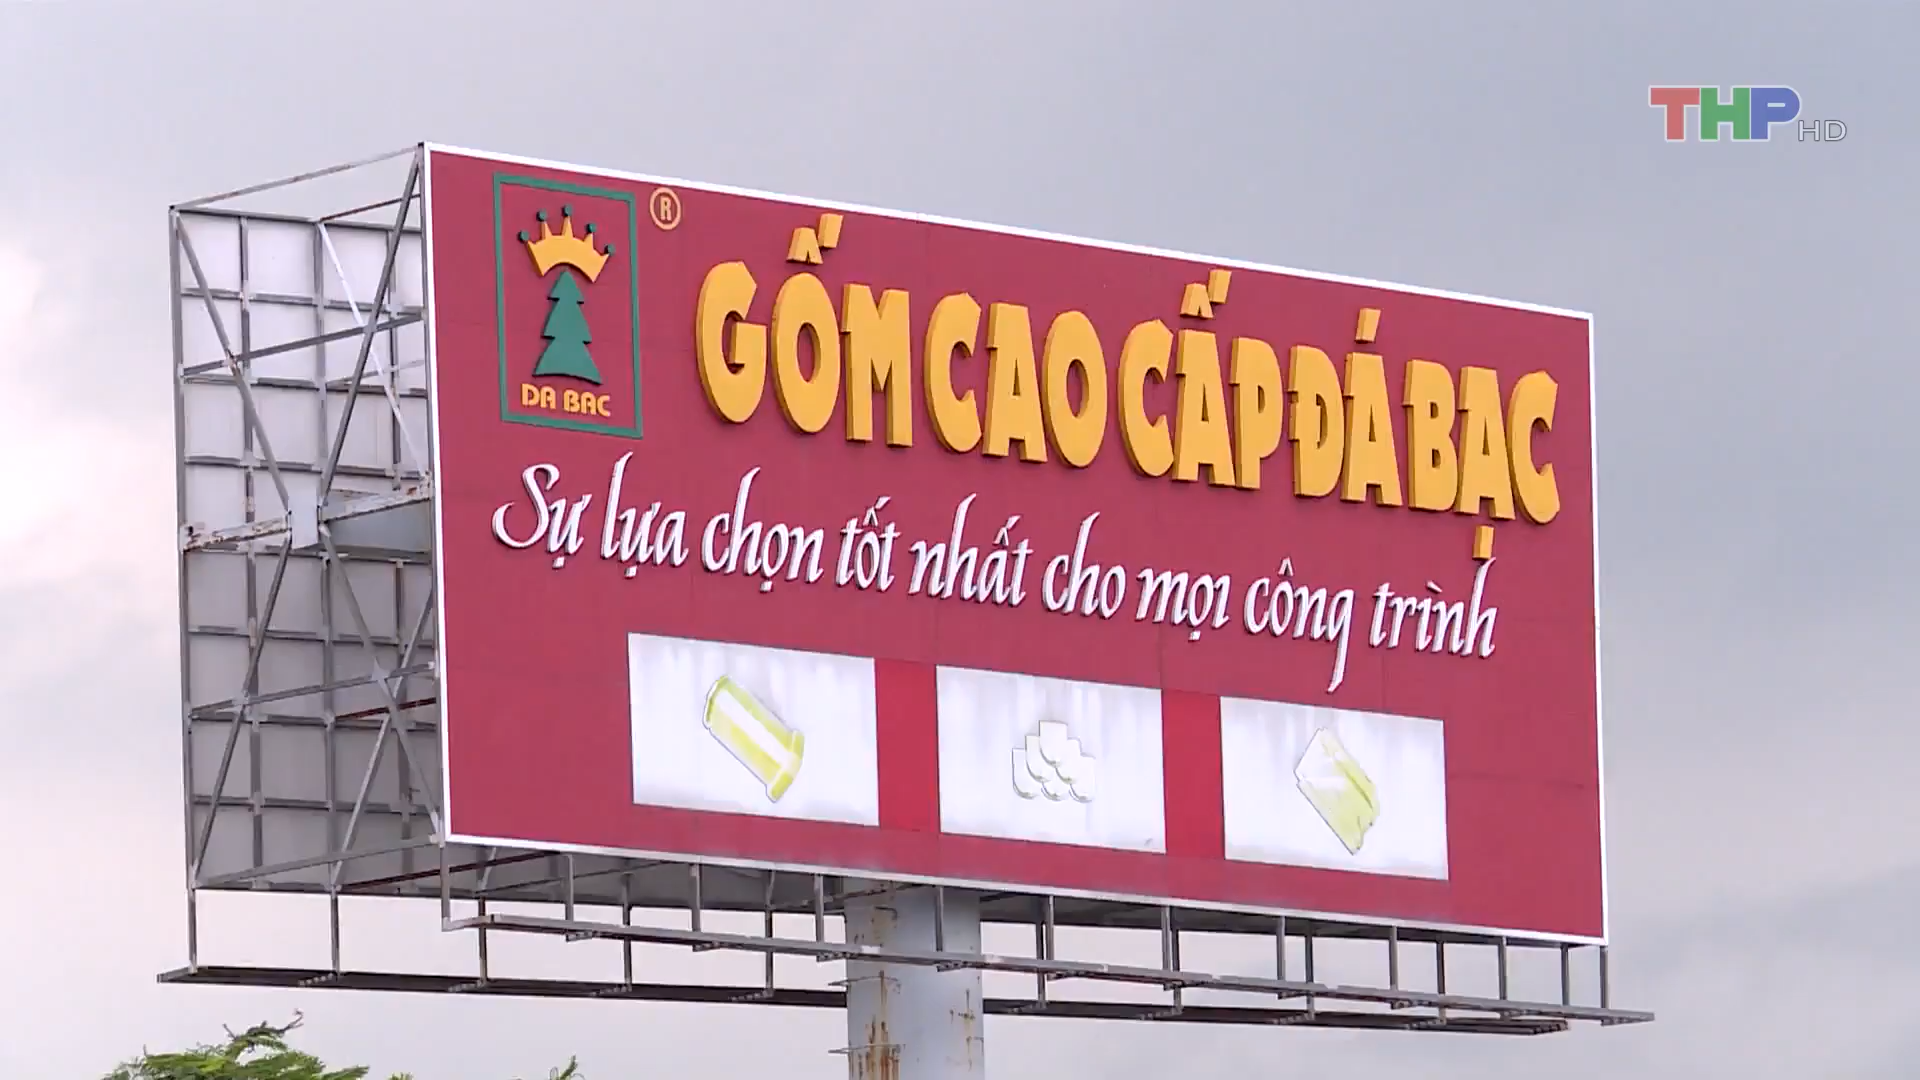 THP HD
®
GỐM CAO CẤP ĐÁ BẠC
DA BAC
Sự lựa chọn tốt nhất cho mọi công trình